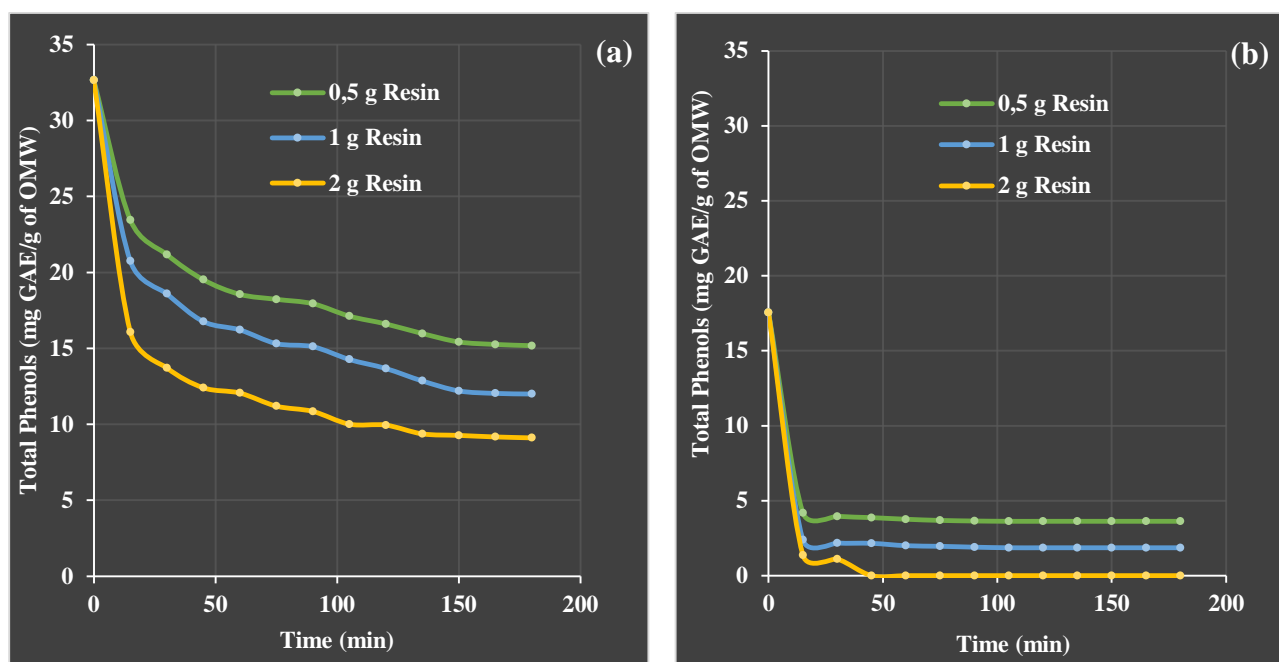 (a)
Total Phenols (mg GAE/g of OMW)
35
30
25
20
15
10
5
0
0,5 g Resin
1 g Resin
2 g Resin
0 50 100 150 200
Time (min)
(b)
Total Phenols (mg GAE/g of OMW)
35
30
25
20
15
10
5
0
0,5 g Resin
1 g Resin
2 g Resin
0 50 100 150 200
Time (min)